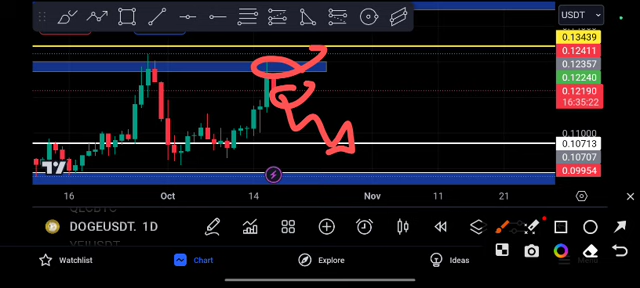 USDT
0.13439
0.12411
0.12357
0.12240
0.12190
16:35:22
0.11000
0.10713
0.10707
0.09954
16
Oct
14
Nov
11
21
DOGEUSDT. 1D
Watchlist
Chart
Explore
Ideas
Menu